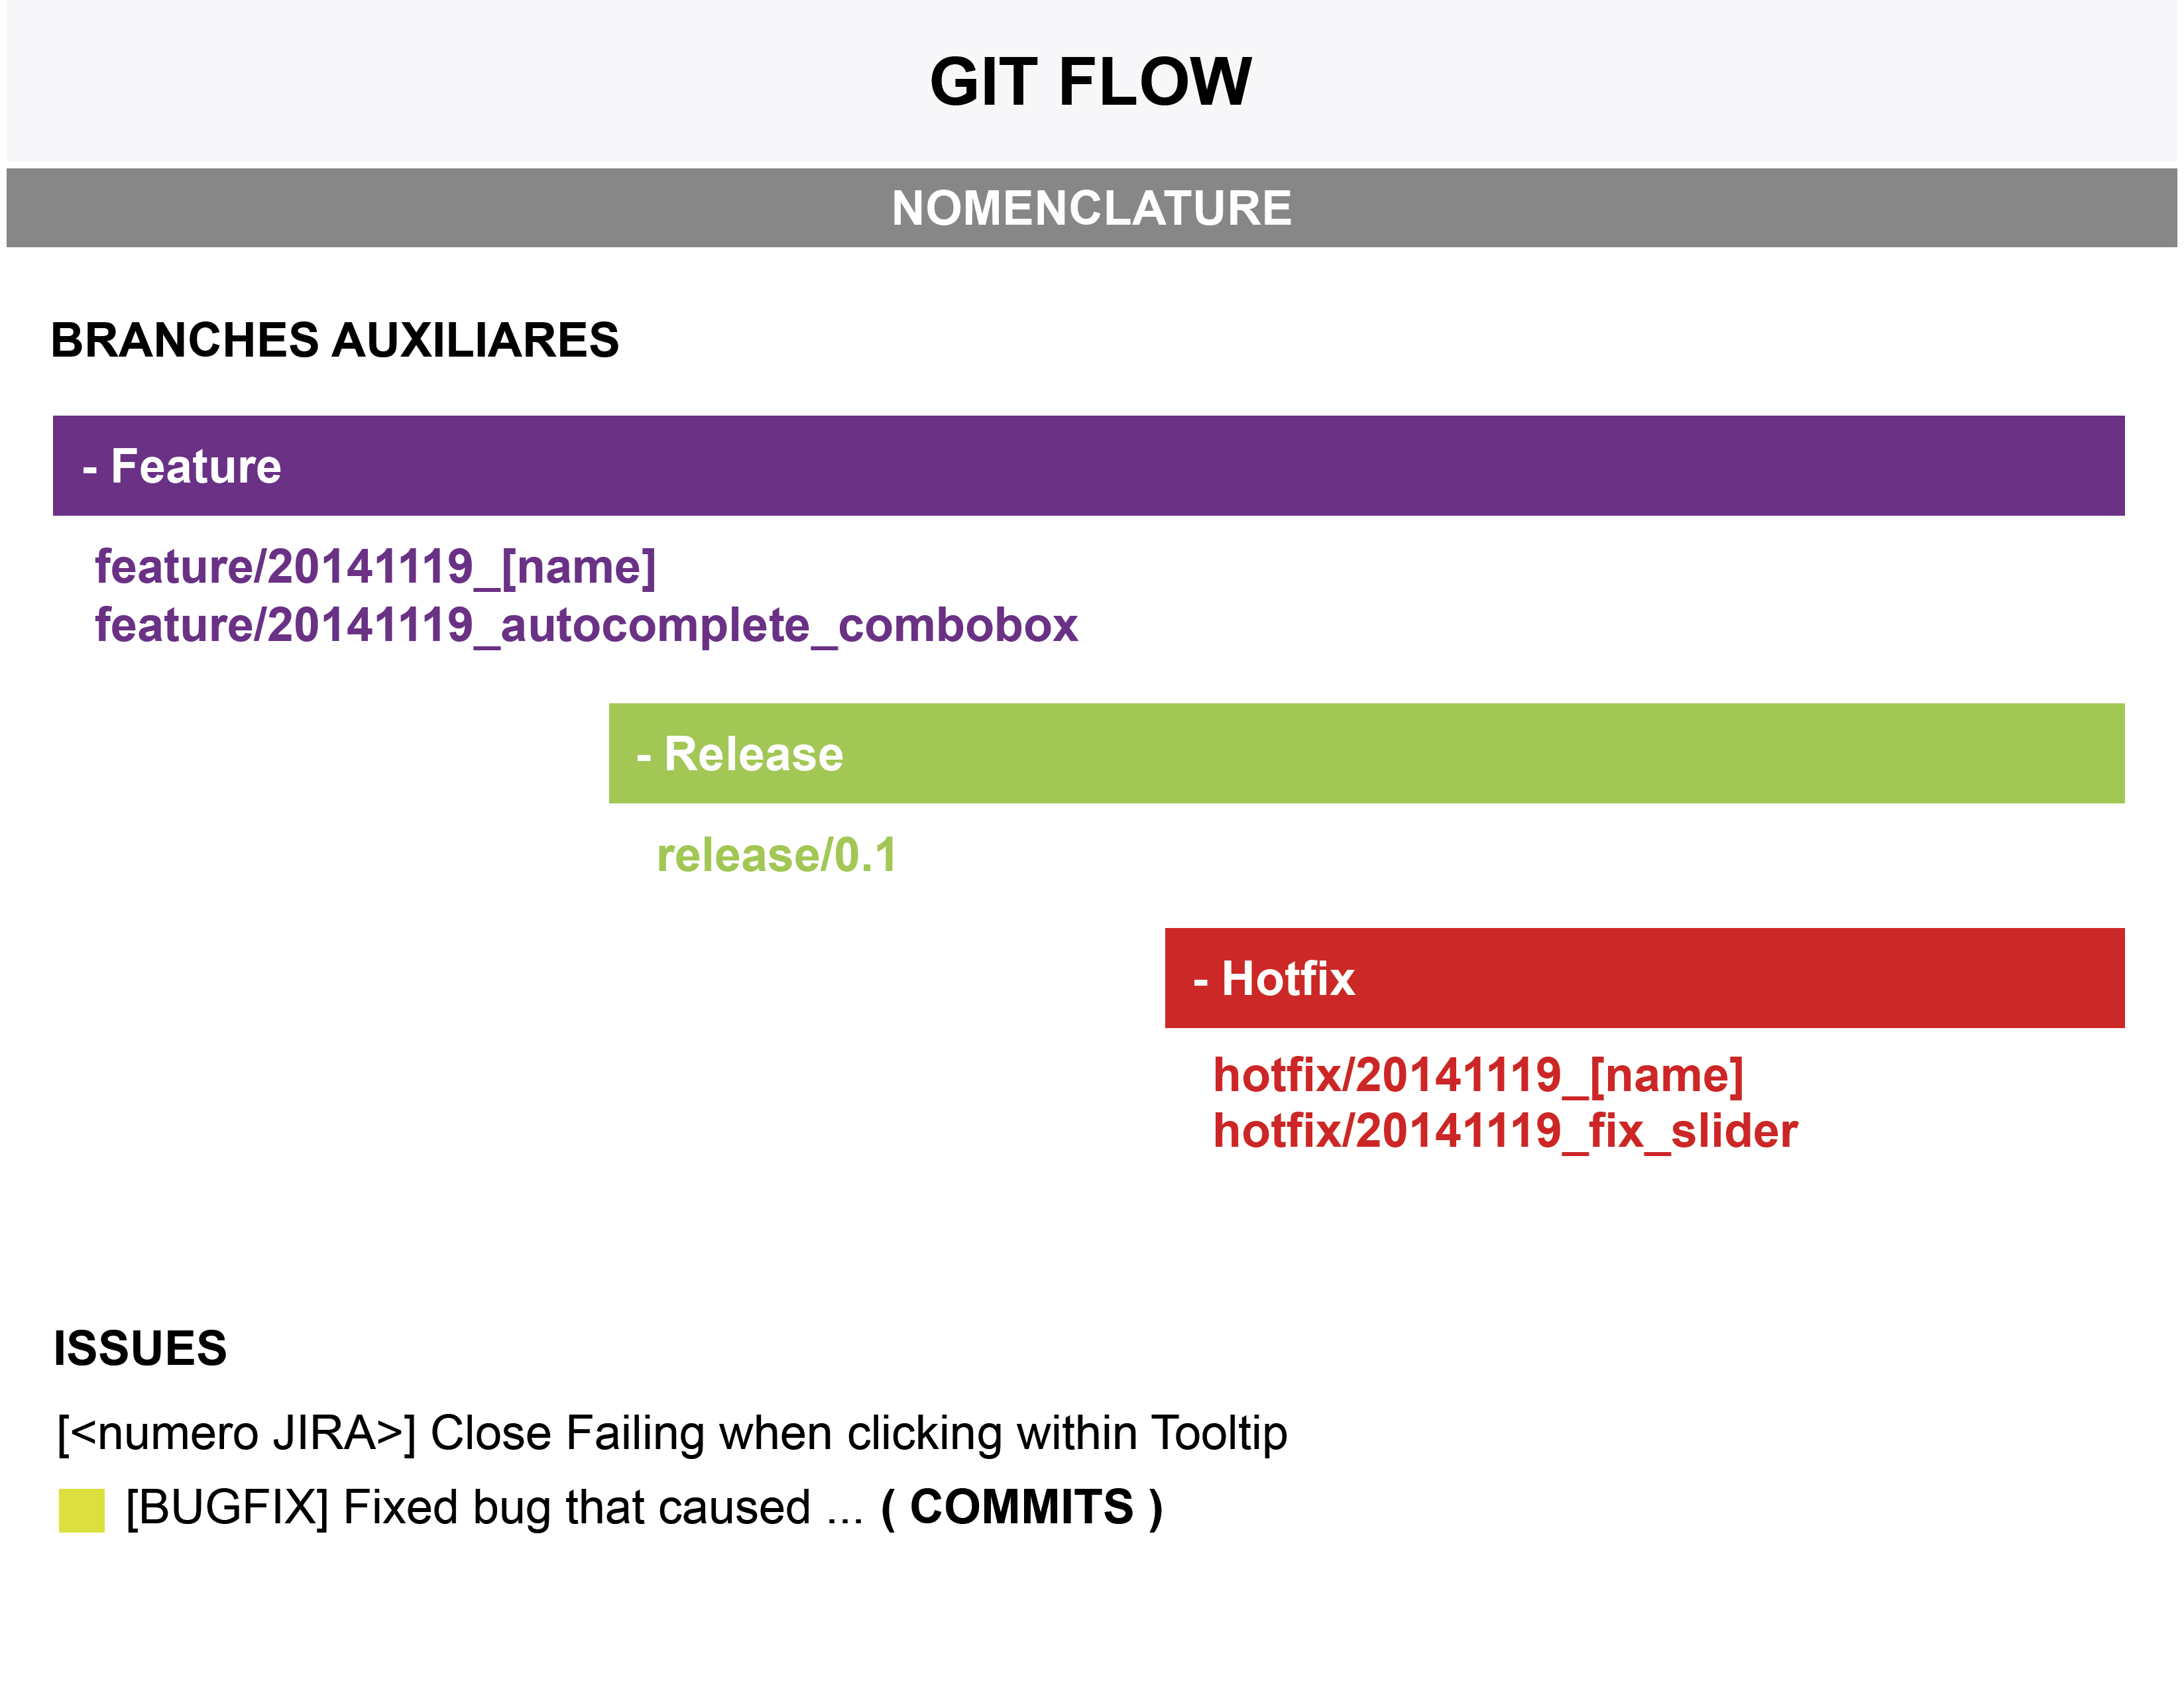 GIT FLOW
NOMENCLATURE
BRANCHES AUXILIARES
- Feature
feature/20141119_[name]
feature/20141119_autocomplete_combobox
- Release
release/0.1
- Hotfix
hotfix/20141119_[name]
hotfix/20141119_fix_slider
ISSUES
[<numero JIRA>] Close Failing when clicking within Tooltip
[BUGFIX] Fixed bug that caused ... ( COMMITS )